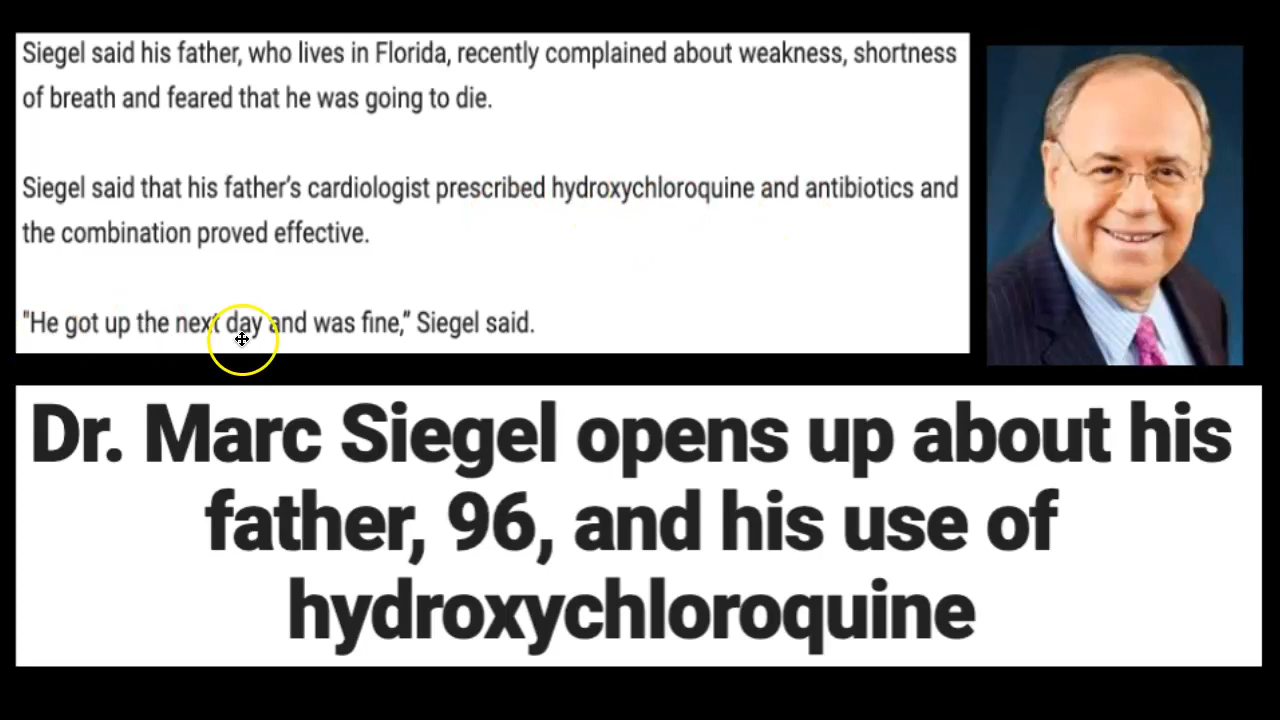 Siegel said his father, who lives in Florida, recently complained about weakness, shortness
of breath and feared that he was going to die.
Siegel said that his father’s cardiologist prescribed hydroxychloroquine and antibiotics and
the combination proved effective.
"He got up the next day and was fine,” Siegel said.
Dr. Marc Siegel opens up about his
father, 96, and his use of
hydroxychloroquine